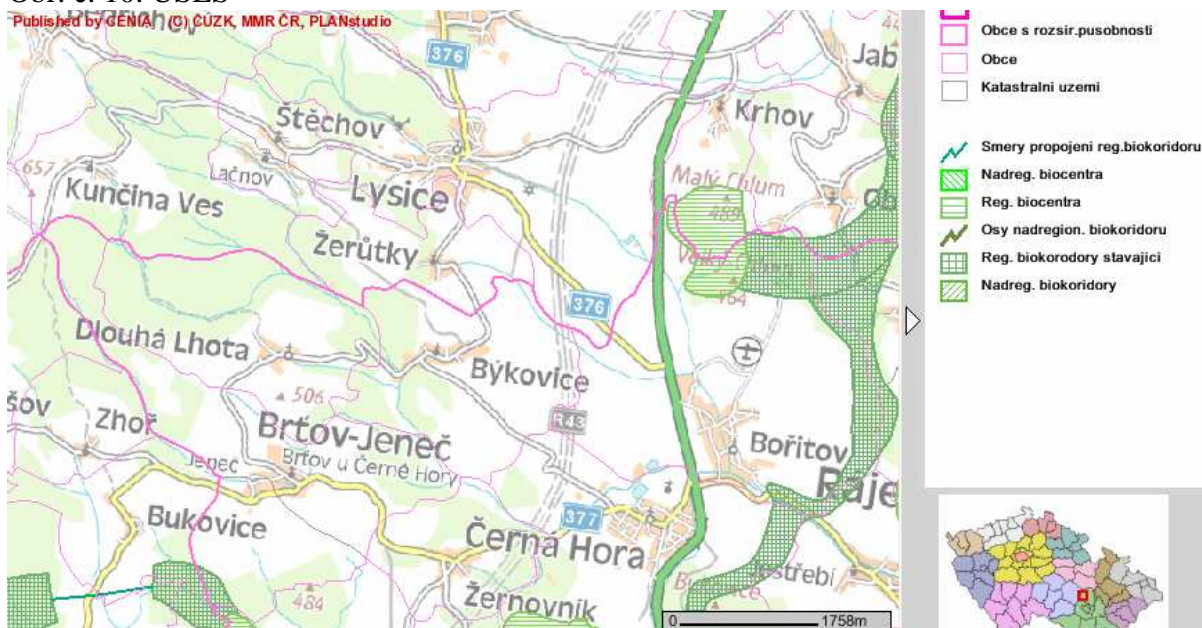 Published by CENIA (C) ČÚZK, MMR ČR, PLANstudio
376
Jab
Krhov
Štěchov
Lačnov
Lysice
Malý Chlum
657
Kunčina Ves
489
Žerůtky
464
376
Dlouhá Lhota
Býkovice
506
šov
Zhoř
Brťov-Jeneč
R43
Bořitov
Jeneč
Brťov u Černé Hory
Raje
Bukovice
377
Černá Hora
484
Žernovník
0 1758m
Obce s rozsir.pusobnosti
Obce
Katastralni uzemi
Smery propojeni reg.biokoridoru
Nadreg. biocentra
Reg. biocentra
Osy nadregion. biokoridoru
Reg. biokorodory stavajici
Nadreg. biokoridory